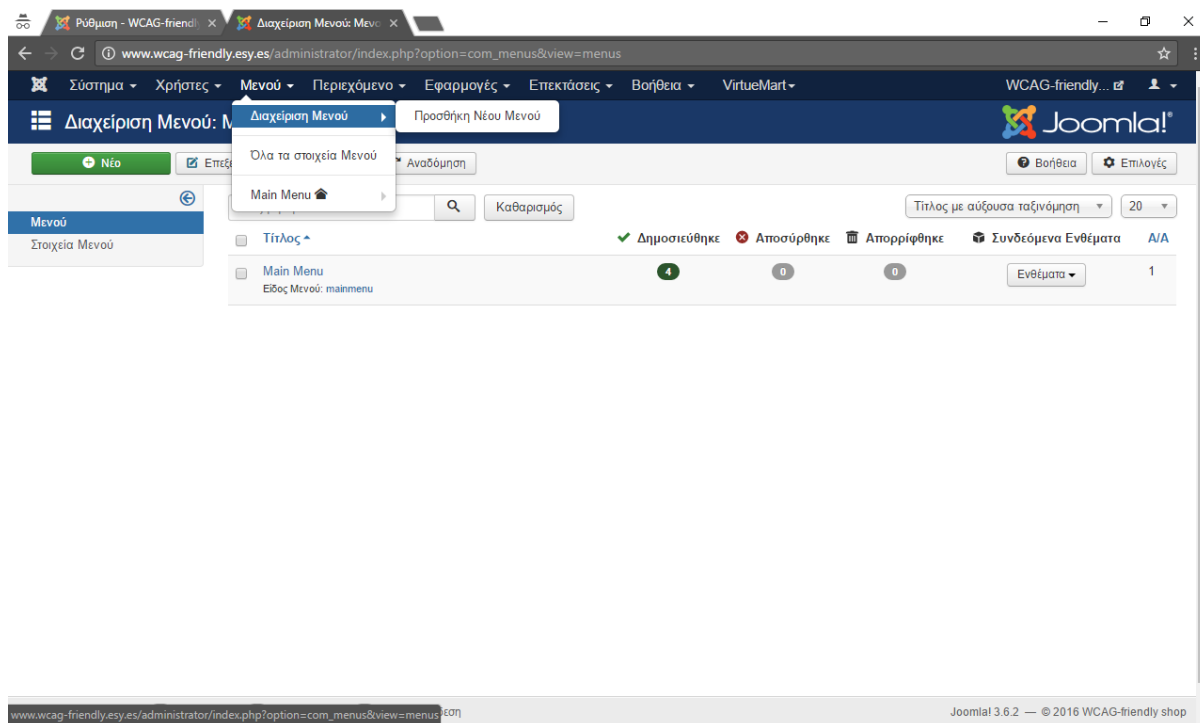 Ρύθμιση - WCAG-friendl
Διαχείριση Μενού: Μενο
www.wcag-friendly.esy.es/administrator/index.php?option=com_menus&view=menus
Σύστημα Χρήστες Μενού Περιεχόμενο Εφαρμογές Επεκτάσεις Βοήθεια VirtueMart WCAG-friendly...
Διαχείριση Μενού: Μ
Joomla!®
Διαχείριση Μενού
Προσθήκη Νέου Μενού
Όλα τα στοιχεία Μενού
Main Menu
Νέο
Επεξε
Αναδόμηση
Βοήθεια
Επιλογές
Μενού
Στοιχεία Μενού
Καθαρισμός
Τίτλος με αύξουσα ταξινόμηση
20
Τίτλος Δημοσιεύθηκε Αποσύρθηκε Απορρίφθηκε Συνδεόμενα Ενθέματα Α/Α
Main Menu 4 0 0 Ενθέματα 1
Είδος Μενού: mainmenu
www.wcag-friendly.esy.es/administrator/index.php?option=com_menus&view=menus
δεση
Joomla! 3.6.2 — © 2016 WCAG-friendly shop